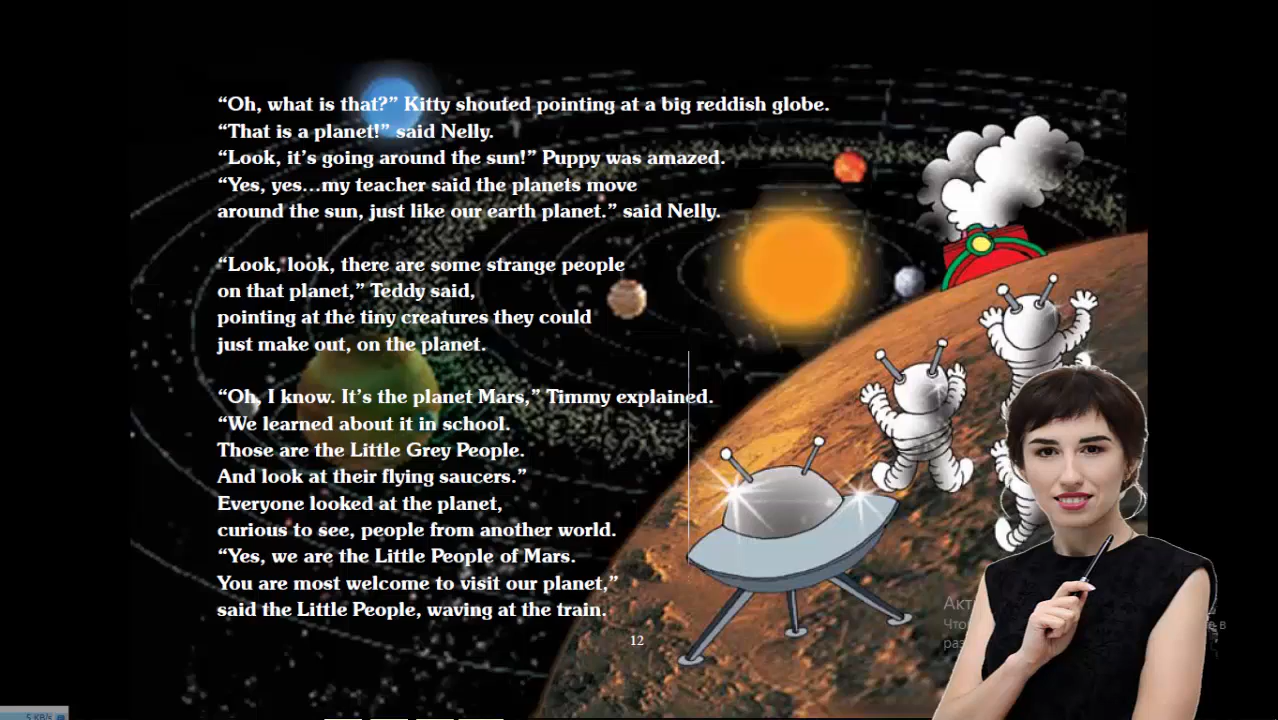 “Oh, what is that?” Kitty shouted pointing at a big reddish globe.
“That is a planet!” said Nelly.
“Look, it’s going around the sun!” Puppy was amazed.
“Yes, yes...my teacher said the planets move
around the sun, just like our earth planet.” said Nelly.
“Look, look, there are some strange people
on that planet,” Teddy said,
pointing at the tiny creatures they could
just make out, on the planet.
“Oh, I know. It’s the planet Mars,” Timmy explained.
“We learned about it in school.
Those are the Little Grey People.
And look at their flying saucers.”
Everyone looked at the planet,
curious to see, people from another world.
“Yes, we are the Little People of Mars.
You are most welcome to visit our planet,”
said the Little People, waving at the train.
12
5 KB/s